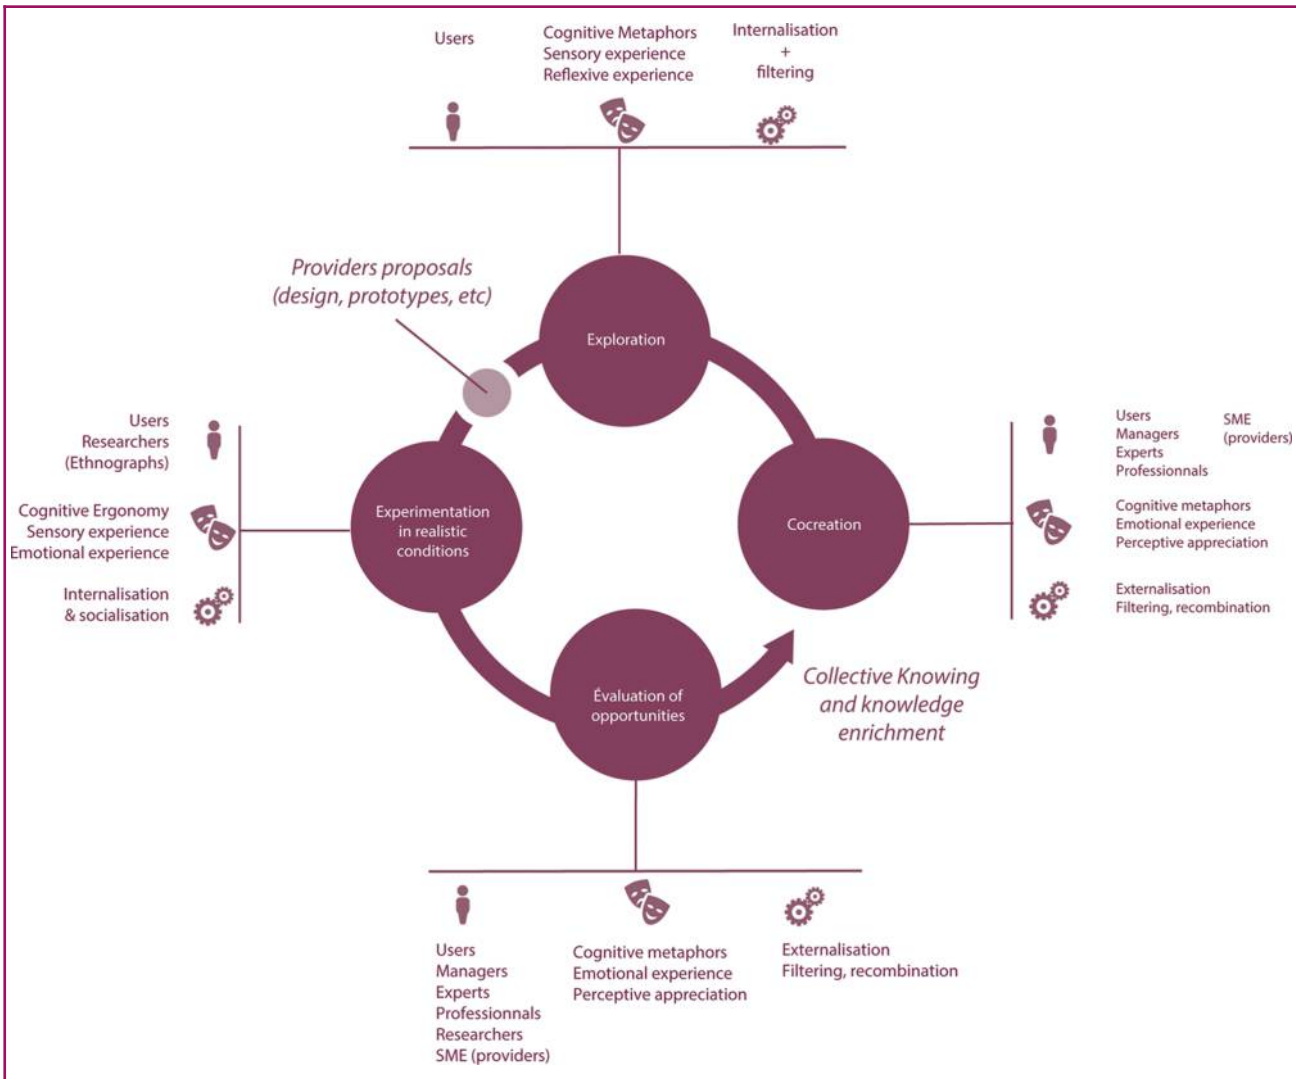 Users
Cognitive Metaphors
Sensory experience
Reflexive experience
Internalisation
+
filtering
Providers proposals
(design, prototypes, etc)
Exploration
Users
Researchers
(Ethnographs)
Cognitive Ergonomy
Sensory experience
Emotional experience
Internalisation
& socialisation
Experimentation
in realistic
conditions
Cocreation
Users
Managers
Experts
Professionnals
SME
(providers)
Cognitive metaphors
Emotional experience
Perceptive appreciation
Externalisation
Filtering, recombination
Évaluation of
opportunities
Collective Knowing
and knowledge
enrichment
Users
Managers
Experts
Professionnals
Researchers
SME (providers)
Cognitive metaphors
Emotional experience
Perceptive appreciation
Externalisation
Filtering, recombination